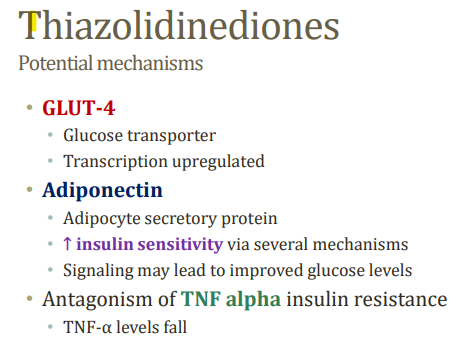 Thiazolidinediones
Potential mechanisms
• GLUT-4
• Glucose transporter
• Transcription upregulated
• Adiponectin
• Adipocyte secretory protein
• ↑ insulin sensitivity via several mechanisms
• Signaling may lead to improved glucose levels
• Antagonism of TNF alpha insulin resistance
• TNF-α levels fall